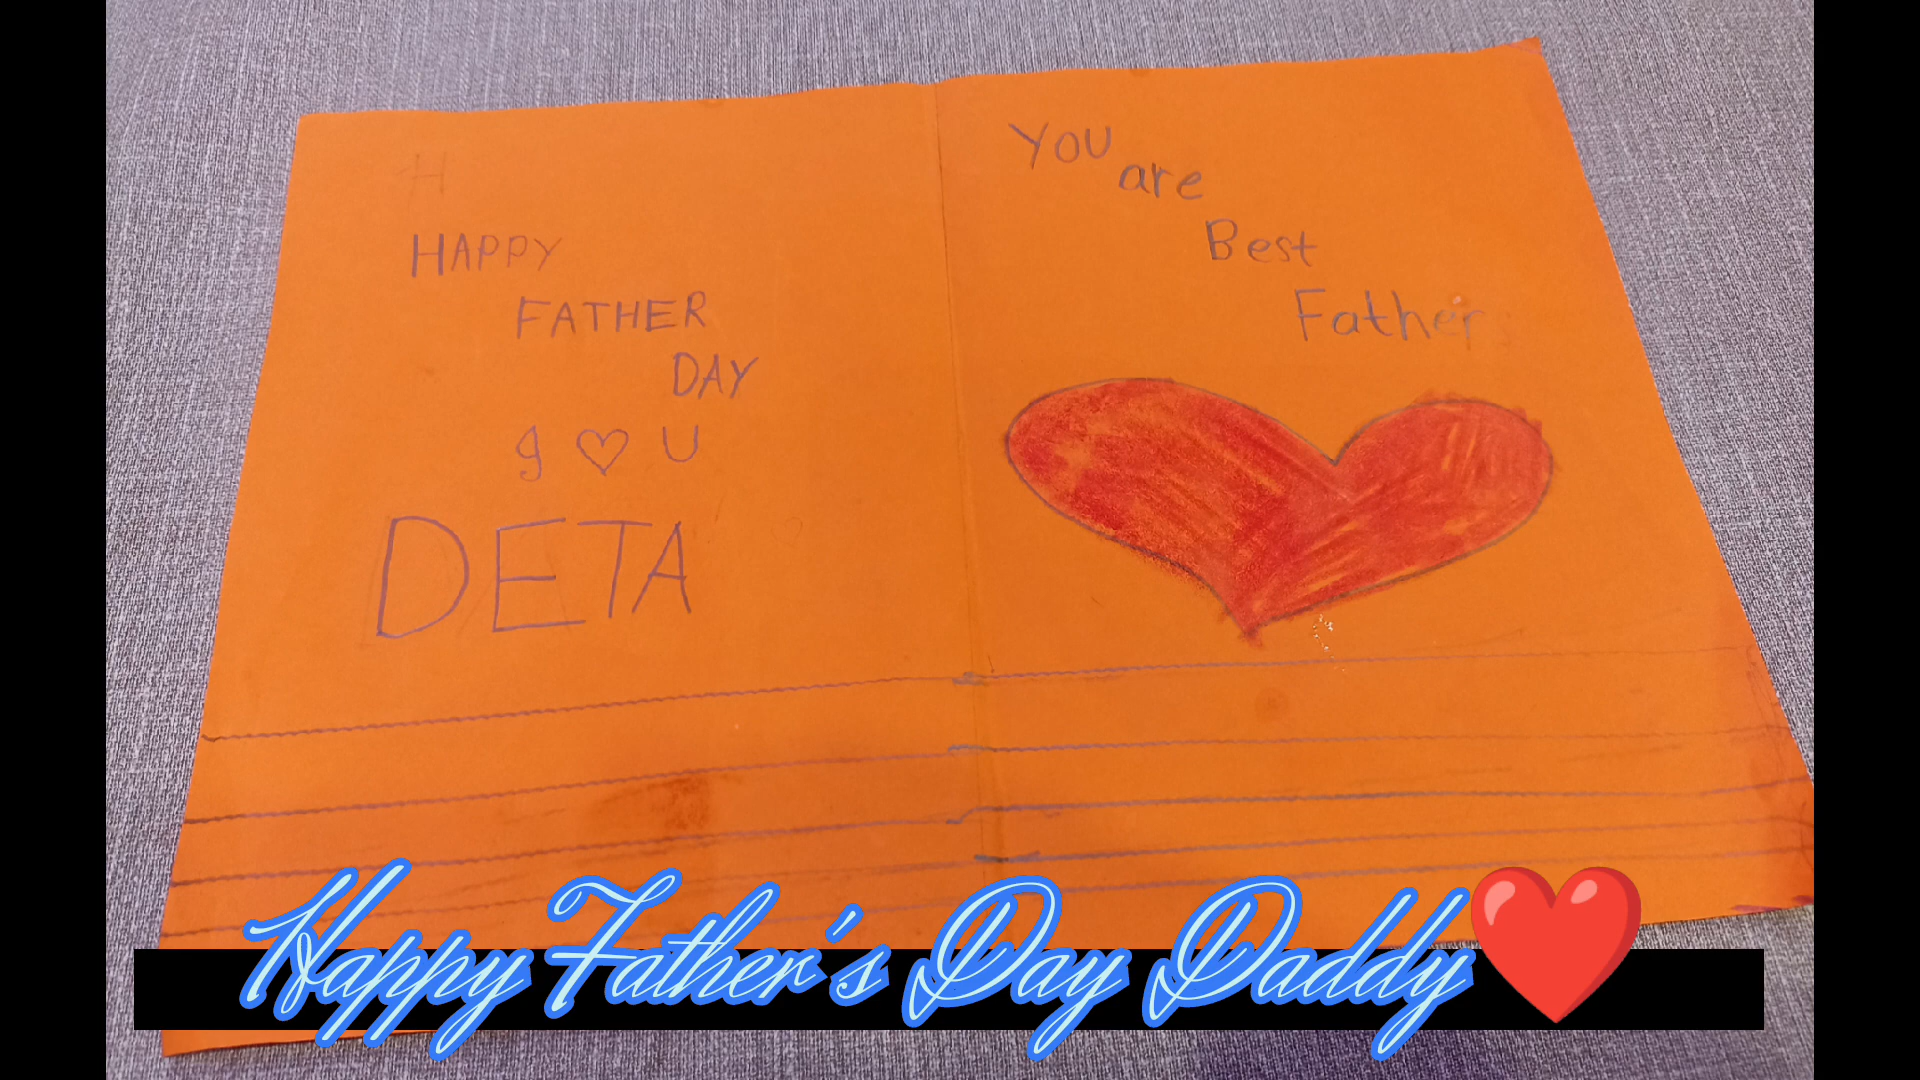 H
HAPPY
FATHER
DAY
I ♡ U
DETA
You
are
Best
Father
Happy Father's Day Daddy❤️